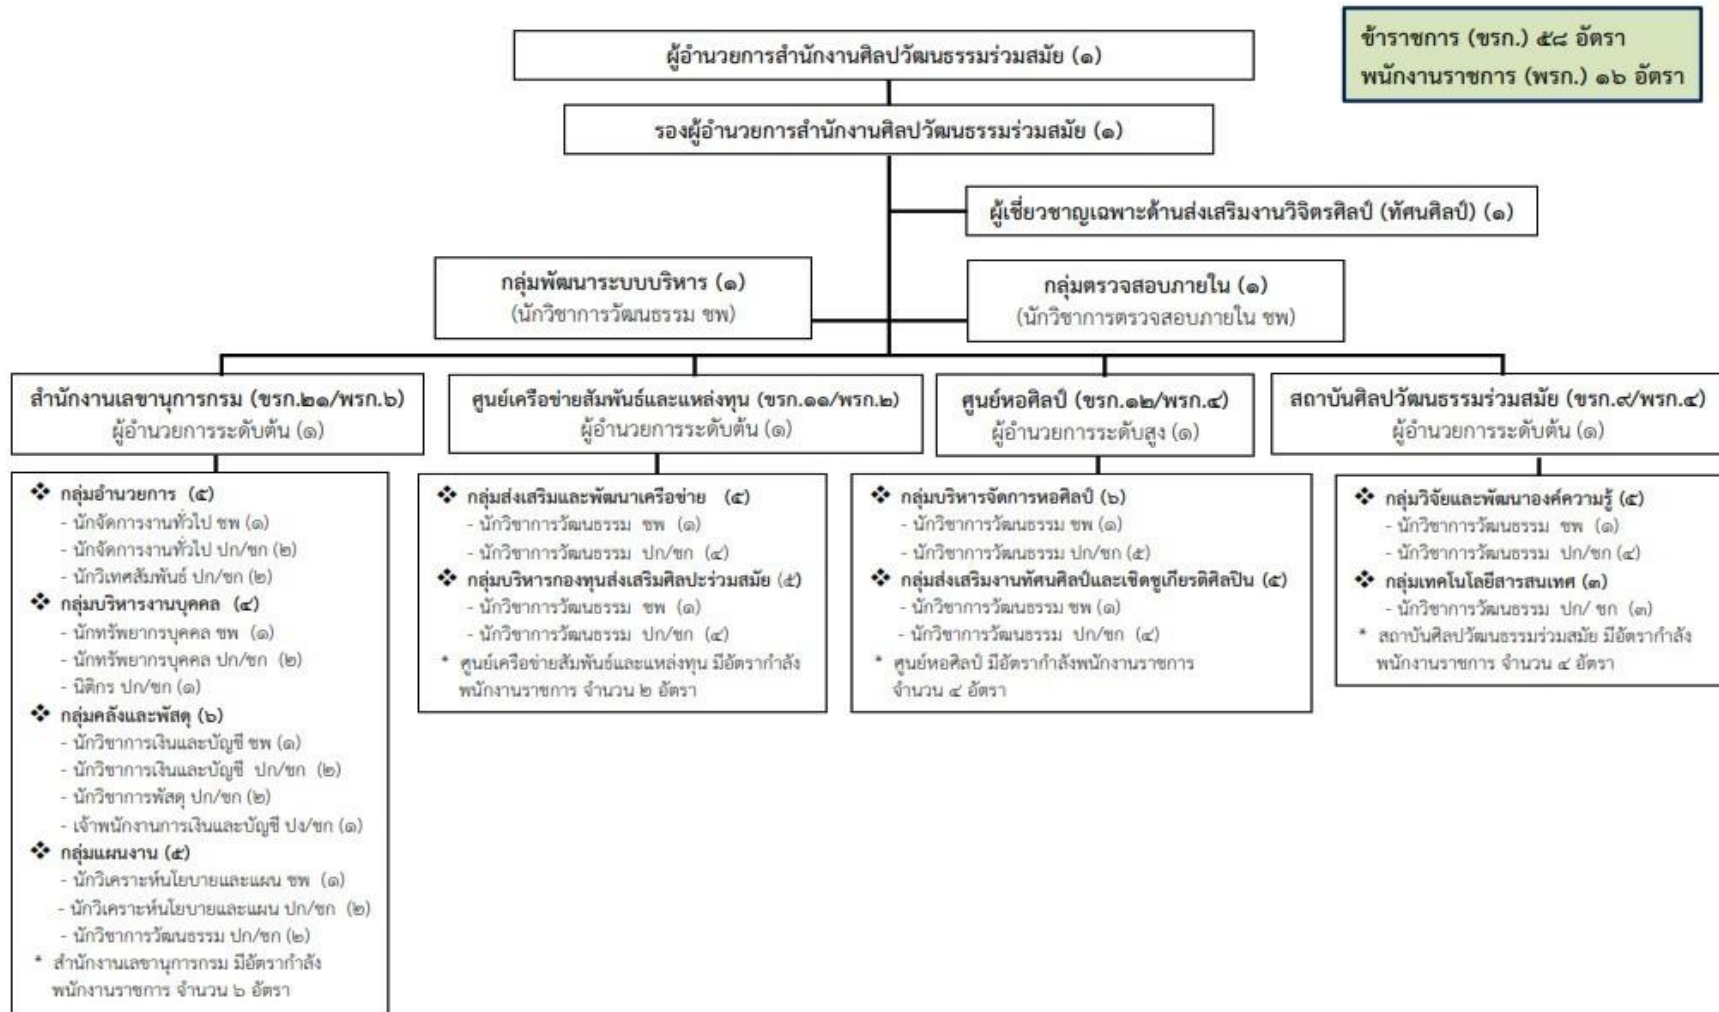 ข้าราชการ (ขรก.) ๕๘ อัตรา
พนักงานราชการ (พรก.) ๑๖ อัตรา
ผู้อำนวยการสำนักงานศิลปวัฒนธรรมร่วมสมัย (๑)
รองผู้อำนวยการสำนักงานศิลปวัฒนธรรมร่วมสมัย (๑)
ผู้เชี่ยวชาญเฉพาะด้านส่งเสริมงานวิจิตรศิลป์ (ทัศนศิลป์) (๑)
กลุ่มพัฒนาระบบบริหาร (๑)
(นักวิชาการวัฒนธรรม ชพ)
กลุ่มตรวจสอบภายใน (๑)
(นักวิชาการตรวจสอบภายใน ชพ)
สำนักงานเลขานุการกรม (ขรก.๒๑/พรก.๖)
ผู้อำนวยการระดับต้น (๑)
❖ กลุ่มอำนวยการ (๕)
- นักจัดการงานทั่วไป ชพ (๑)
- นักจัดการงานทั่วไป ปก/ชก (๒)
- นักวิเทศสัมพันธ์ ปก/ชก (๒)
❖ กลุ่มบริหารงานบุคคล (๔)
- นักทรัพยากรบุคคล ชพ (๑)
- นักทรัพยากรบุคคล ปก/ชก (๒)
- นิติกร ปก/ชก (๑)
❖ กลุ่มคลังและพัสดุ (๖)
- นักวิชาการเงินและบัญชี ชพ (๑)
- นักวิชาการเงินและบัญชี ปก/ชก (๒)
- นักวิชาการพัสดุ ปก/ชก (๒)
- เจ้าพนักงานการเงินและบัญชี ปง/ชก (๑)
❖ กลุ่มแผนงาน (๕)
- นักวิเคราะห์นโยบายและแผน ชพ (๑)
- นักวิเคราะห์นโยบายและแผน ปก/ชก (๒)
- นักวิชาการวัฒนธรรม ปก/ชก (๒)
* สำนักงานเลขานุการกรม มีอัตรากำลัง
พนักงานราชการ จำนวน ๖ อัตรา
ศูนย์เครือข่ายสัมพันธ์และแหล่งทุน (ขรก.๑๑/พรก.๒)
ผู้อำนวยการระดับต้น (๑)
❖ กลุ่มส่งเสริมและพัฒนาเครือข่าย (๕)
- นักวิชาการวัฒนธรรม ชพ (๑)
- นักวิชาการวัฒนธรรม ปก/ชก (๔)
❖ กลุ่มบริหารกองทุนส่งเสริมศิลปะร่วมสมัย (๕)
- นักวิชาการวัฒนธรรม ชพ (๑)
- นักวิชาการวัฒนธรรม ปก/ชก (๔)
* ศูนย์เครือข่ายสัมพันธ์และแหล่งทุน มีอัตรากำลัง
พนักงานราชการ จำนวน ๒ อัตรา
ศูนย์หอศิลป์ (ขรก.๑๒/พรก.๔)
ผู้อำนวยการระดับสูง (๑)
❖ กลุ่มบริหารจัดการหอศิลป์ (๖)
- นักวิชาการวัฒนธรรม ชพ (๑)
- นักวิชาการวัฒนธรรม ปก/ชก (๕)
❖ กลุ่มส่งเสริมงานทัศนศิลป์และเชิดชูเกียรติศิลปิน (๕)
- นักวิชาการวัฒนธรรม ชพ (๑)
- นักวิชาการวัฒนธรรม ปก/ชก (๔)
* ศูนย์หอศิลป์ มีอัตรากำลังพนักงานราชการ
จำนวน ๔ อัตรา
สถาบันศิลปวัฒนธรรมร่วมสมัย (ขรก.๙/พรก.๔)
ผู้อำนวยการระดับต้น (๑)
❖ กลุ่มวิจัยและพัฒนาองค์ความรู้ (๕)
- นักวิชาการวัฒนธรรม ชพ (๑)
- นักวิชาการวัฒนธรรม ปก/ชก (๔)
❖ กลุ่มเทคโนโลยีสารสนเทศ (๓)
- นักวิชาการวัฒนธรรม ปก/ ชก (๓)
* สถาบันศิลปวัฒนธรรมร่วมสมัย มีอัตรากำลัง
พนักงานราชการ จำนวน ๔ อัตรา